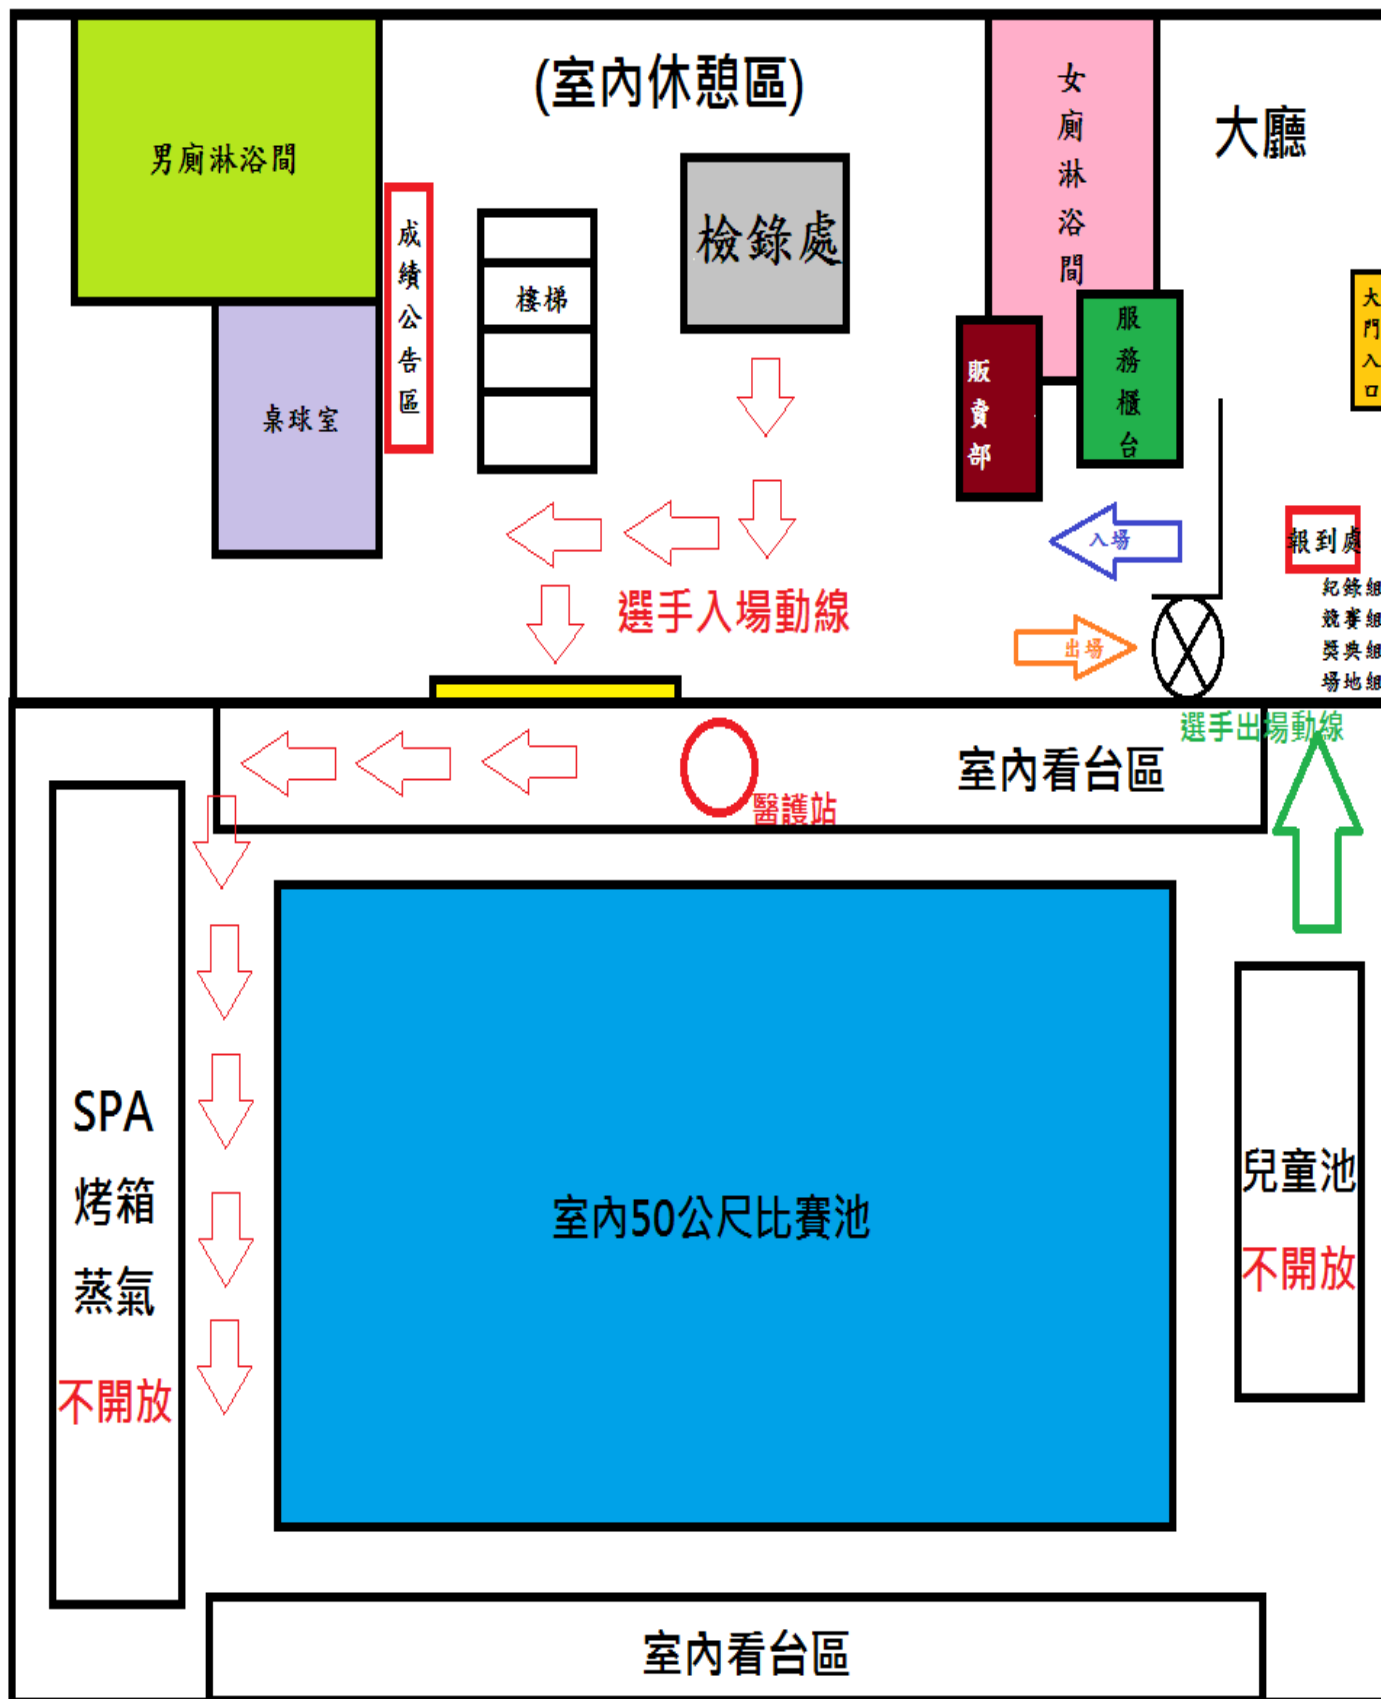 (室內休憩區)
大廳
男廁淋浴間
女廁淋浴間
成績公告區
檢錄處
樓梯
桌球室
販賣部
服務櫃台
大門入口
入場
報到處
紀錄組
競賽組
獎典組
場地組
選手入場動線
出場
選手出場動線
室內看台區
醫護站
SPA
烤箱
蒸氣
不開放
室內50公尺比賽池
兒童池
不開放
室內看台區